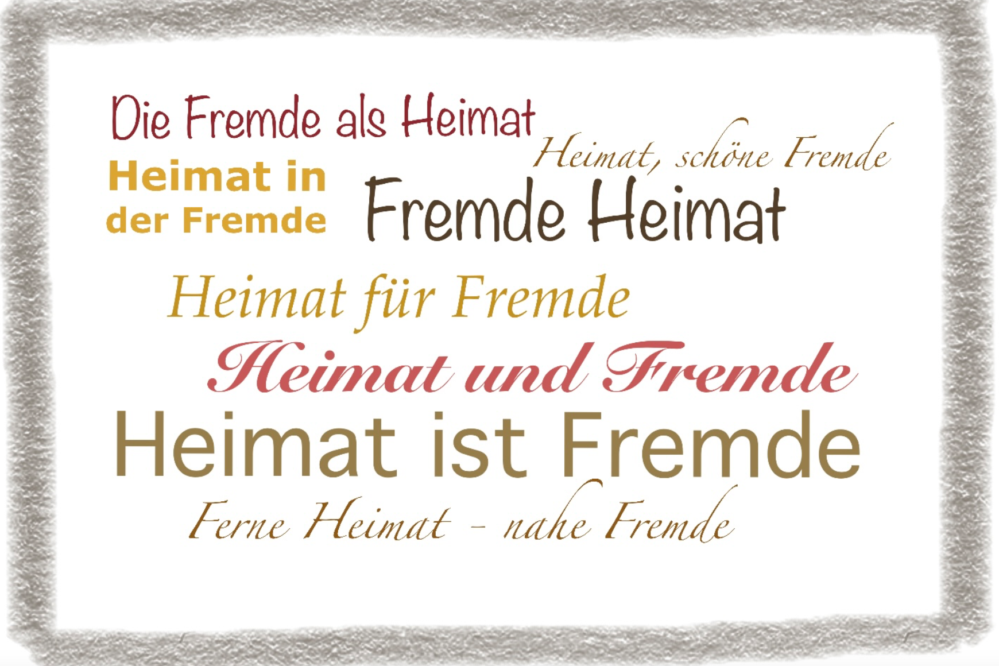 Die Fremde als Heimat
Heimat, schöne Fremde
Heimat in
der Fremde
Fremde Heimat
Heimat für Fremde
Heimat und Fremde
Heimat ist Fremde
Ferne Heimat - nahe Fremde